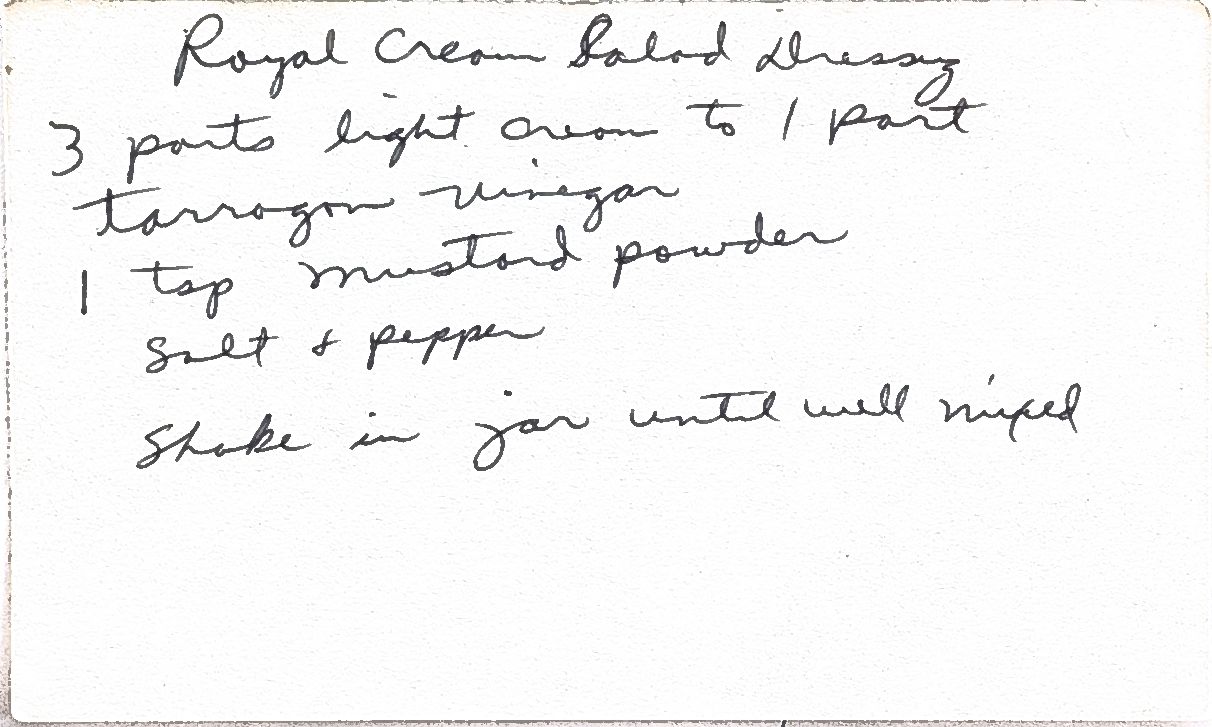 Royal Cream Salad Dressing
3 parts light cream to 1 part
tarragon vinegar
1 tsp mustard powder
Salt & pepper
Shake in jar until well mixed